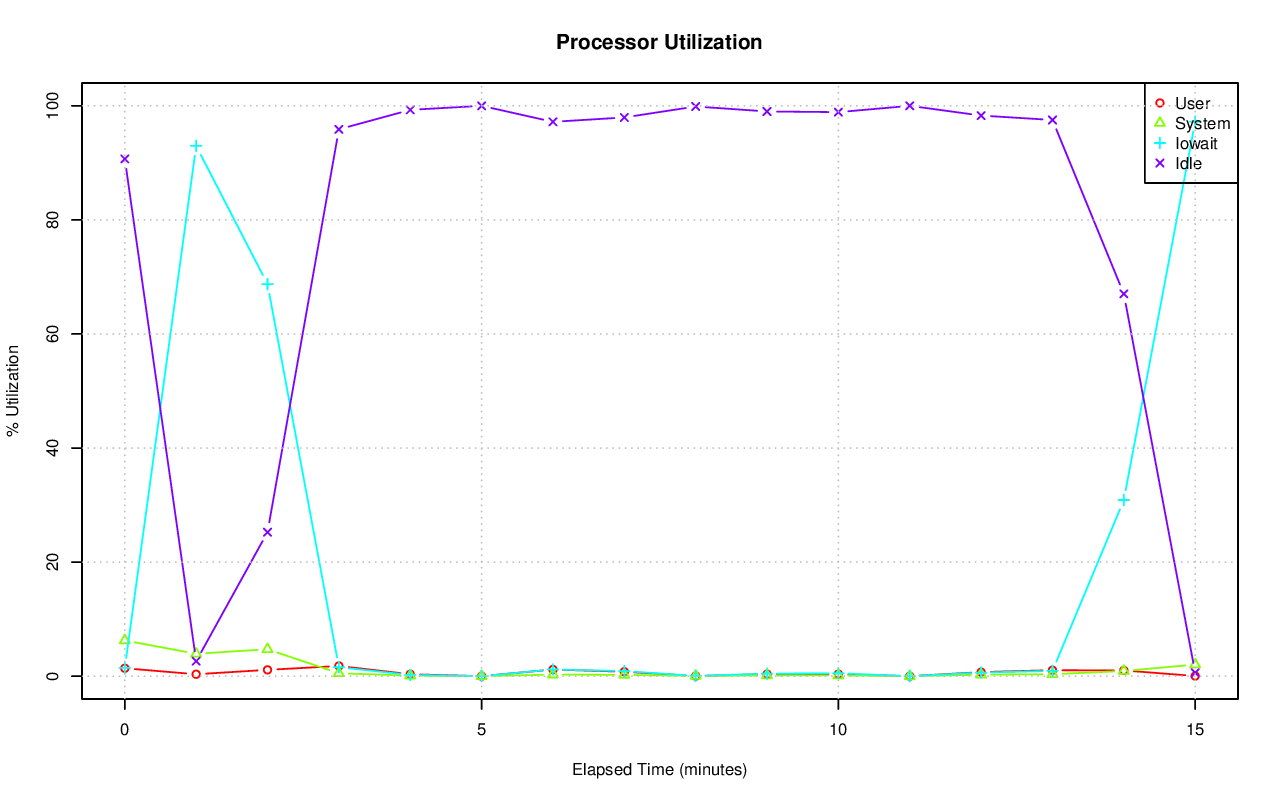 Processor Utilization
100
80
60
40
20
0
% Utilization
User
System
Iowait
Idle
0 5 10 15
Elapsed Time (minutes)